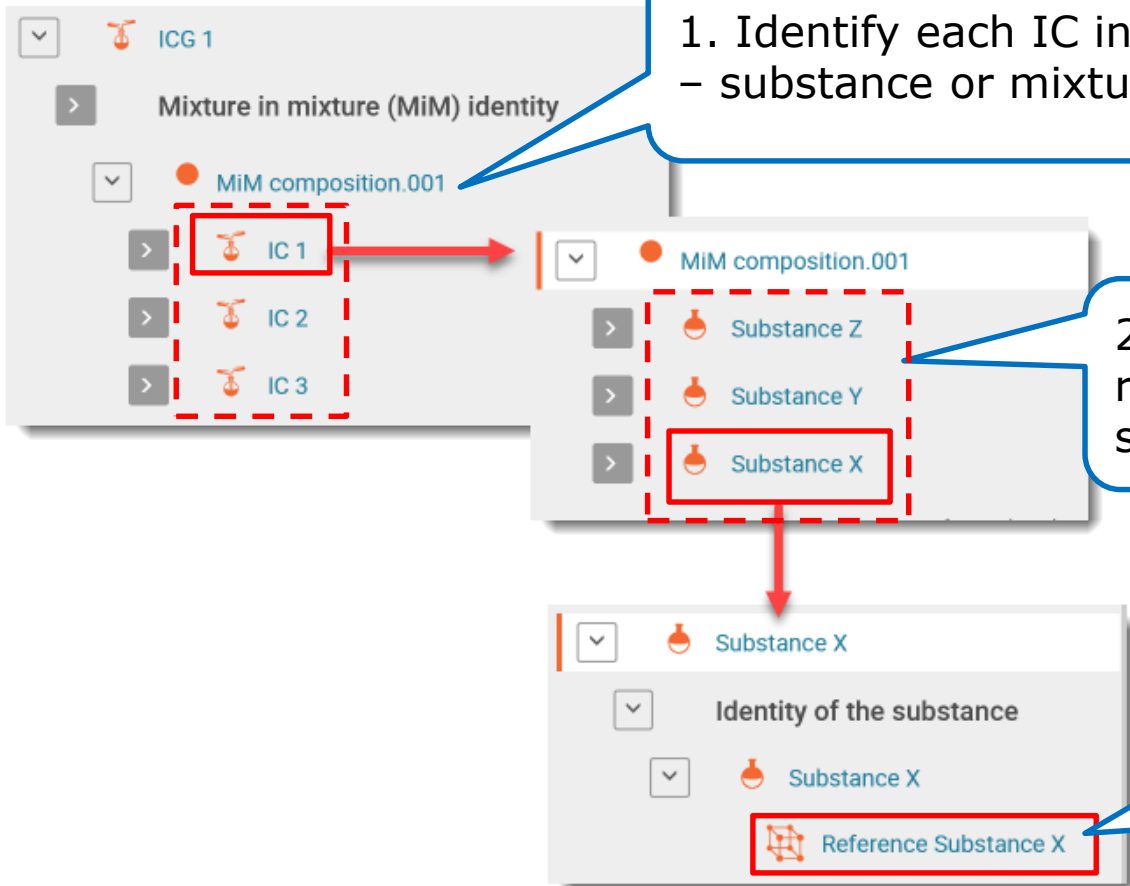 ICG 1
Mixture in mixture (MiM) identity
MiM composition.001
IC 1
IC 2
IC 3
1. Identify each IC in
– substance or
MiM composition.001
Substance Z
Substance Y
Substance X
Substance X
Identity of the substance
Substance X
Reference Substance X